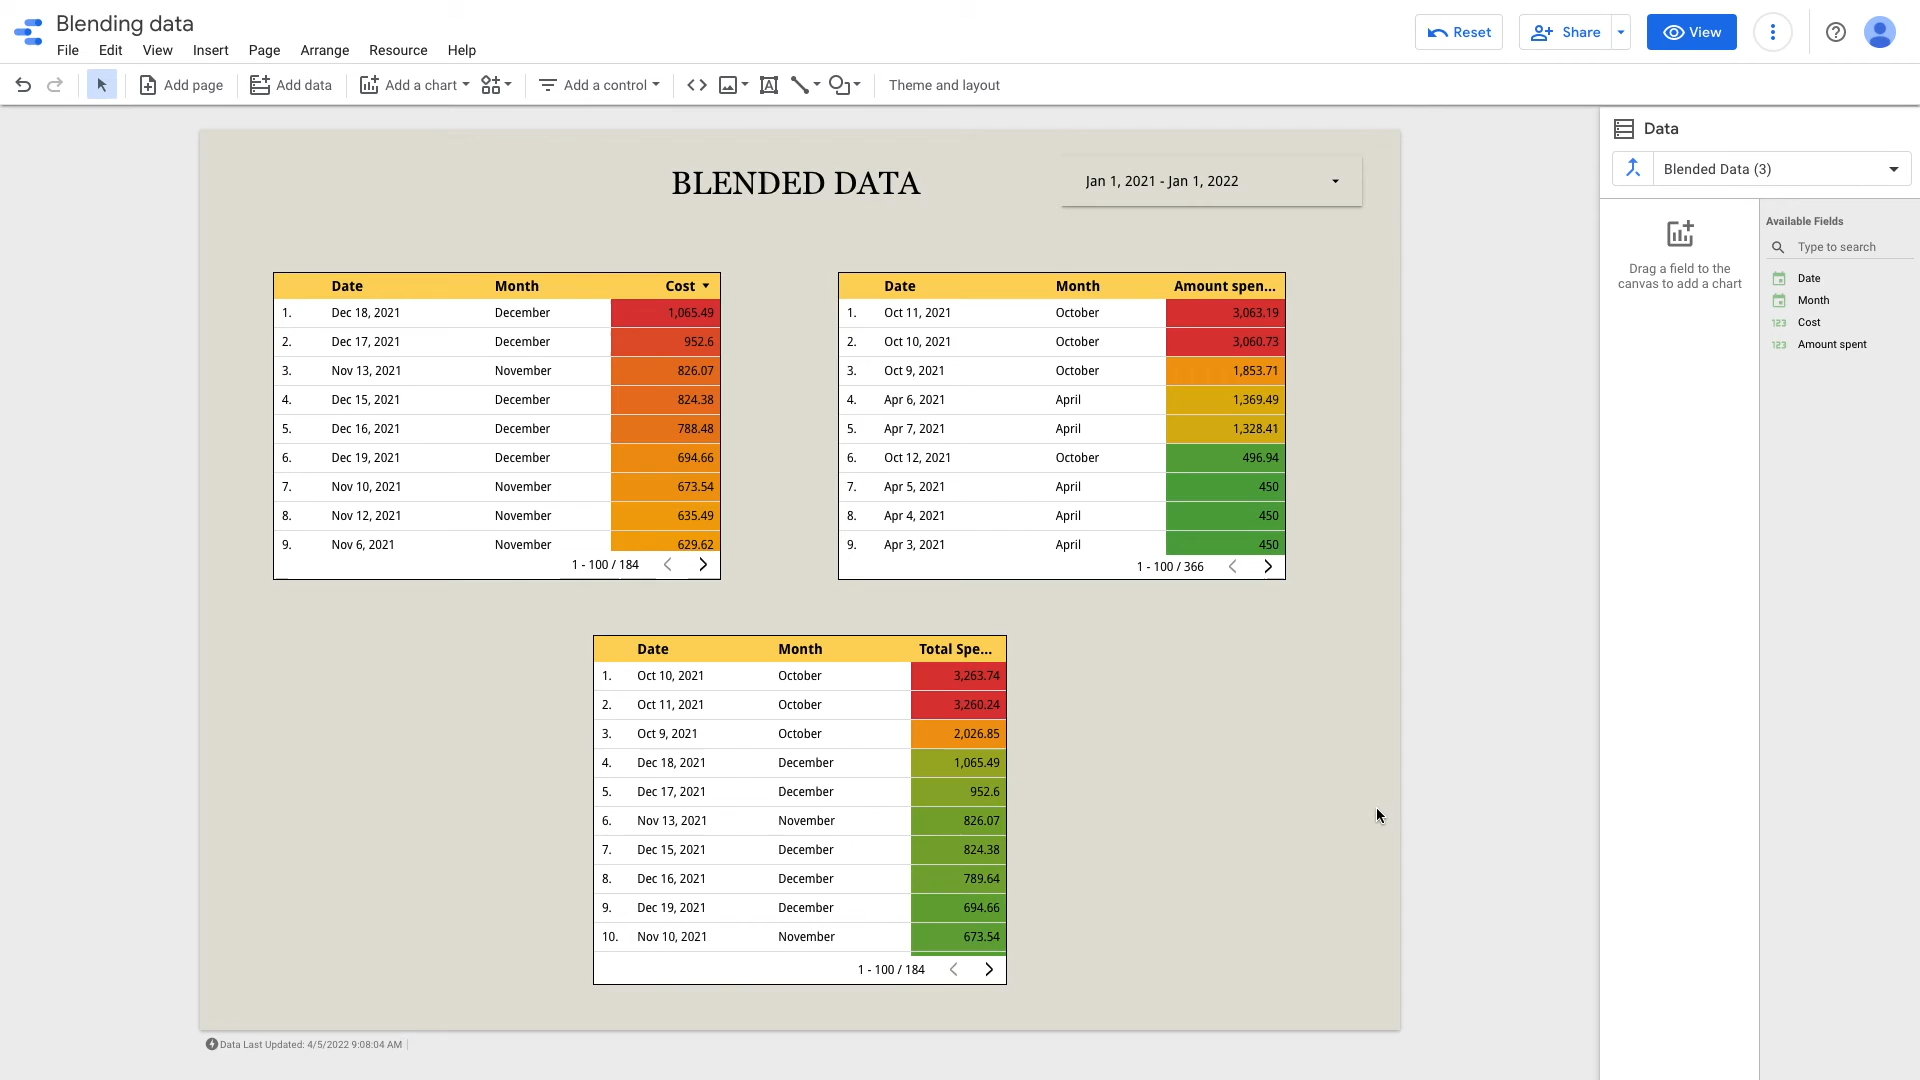 Blending data
File Edit View Insert Page Arrange Resource Help
Reset
Share
View
Add page
Add data
Add a chart
Add a control
Theme and layout
BLENDED DATA
Jan 1, 2021 - Jan 1, 2022
Date Month Cost
1. Dec 18, 2021 December 1,065.49
2. Dec 17, 2021 December 952.6
3. Nov 13, 2021 November 826.07
4. Dec 15, 2021 December 824.38
5. Dec 16, 2021 December 788.48
6. Dec 19, 2021 December 694.66
7. Nov 10, 2021 November 673.54
8. Nov 12, 2021 November 635.49
9. Nov 6, 2021 November 629.62
1 - 100 / 184
Date Month Amount spen...
1. Oct 11, 2021 October 3,063.19
2. Oct 10, 2021 October 3,060.73
3. Oct 9, 2021 October 1,853.71
4. Apr 6, 2021 April 1,369.49
5. Apr 7, 2021 April 1,328.41
6. Oct 12, 2021 October 496.94
7. Apr 5, 2021 April 450
8. Apr 4, 2021 April 450
9. Apr 3, 2021 April 450
1 - 100 / 366
Date Month Total Spe...
1. Oct 10, 2021 October 3,263.74
2. Oct 11, 2021 October 3,260.24
3. Oct 9, 2021 October 2,026.85
4. Dec 18, 2021 December 1,065.49
5. Dec 17, 2021 December 952.6
6. Nov 13, 2021 November 826.07
7. Dec 15, 2021 December 824.38
8. Dec 16, 2021 December 789.64
9. Dec 19, 2021 December 694.66
10. Nov 10, 2021 November 673.54
1 - 100 / 184
Data Last Updated: 4/5/2022 9:08:04 AM
Data
Blended Data (3)
Drag a field to the
canvas to add a chart
Available Fields
Type to search
Date
Month
123 Cost
123 Amount spent